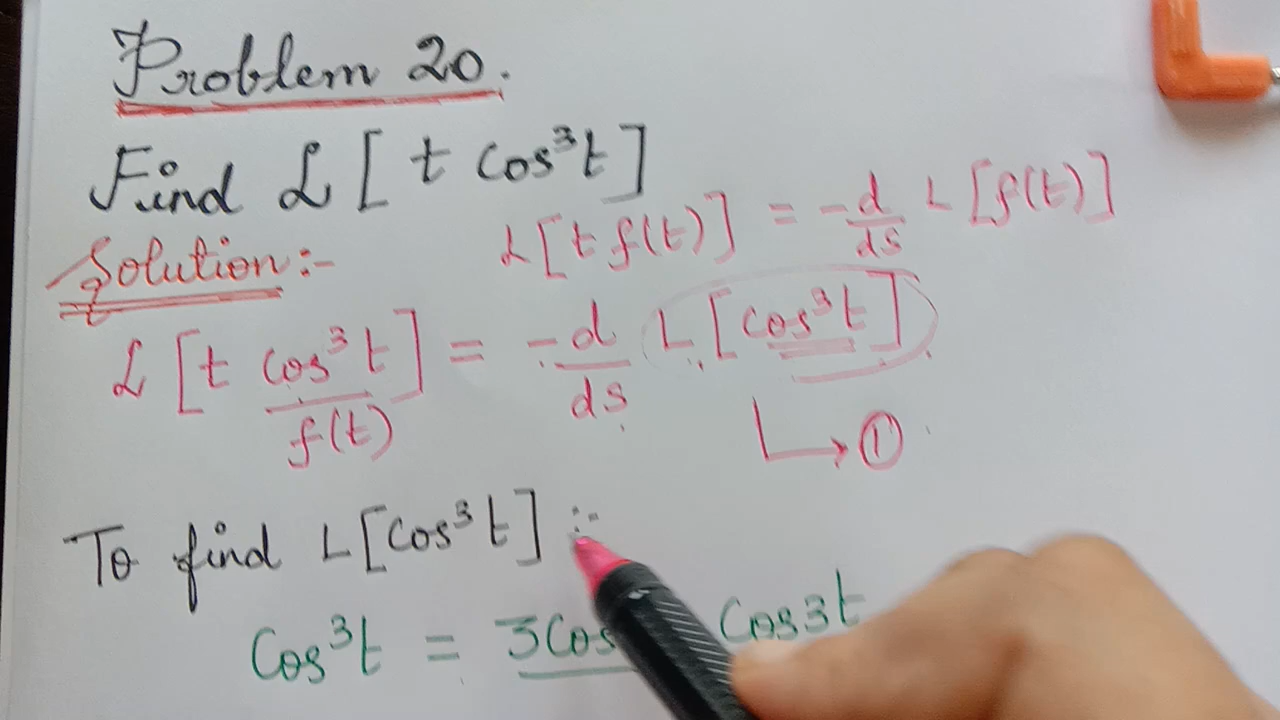 Problem 20.
Find L[t cos³t]
Solution:-
L[t f(t)] = -d/ds L[f(t)]
L[t cos³t] = -d/ds L[cos³t]
f(t)
①
To find L[cos³t] :-
cos³t = 3cos cos3t